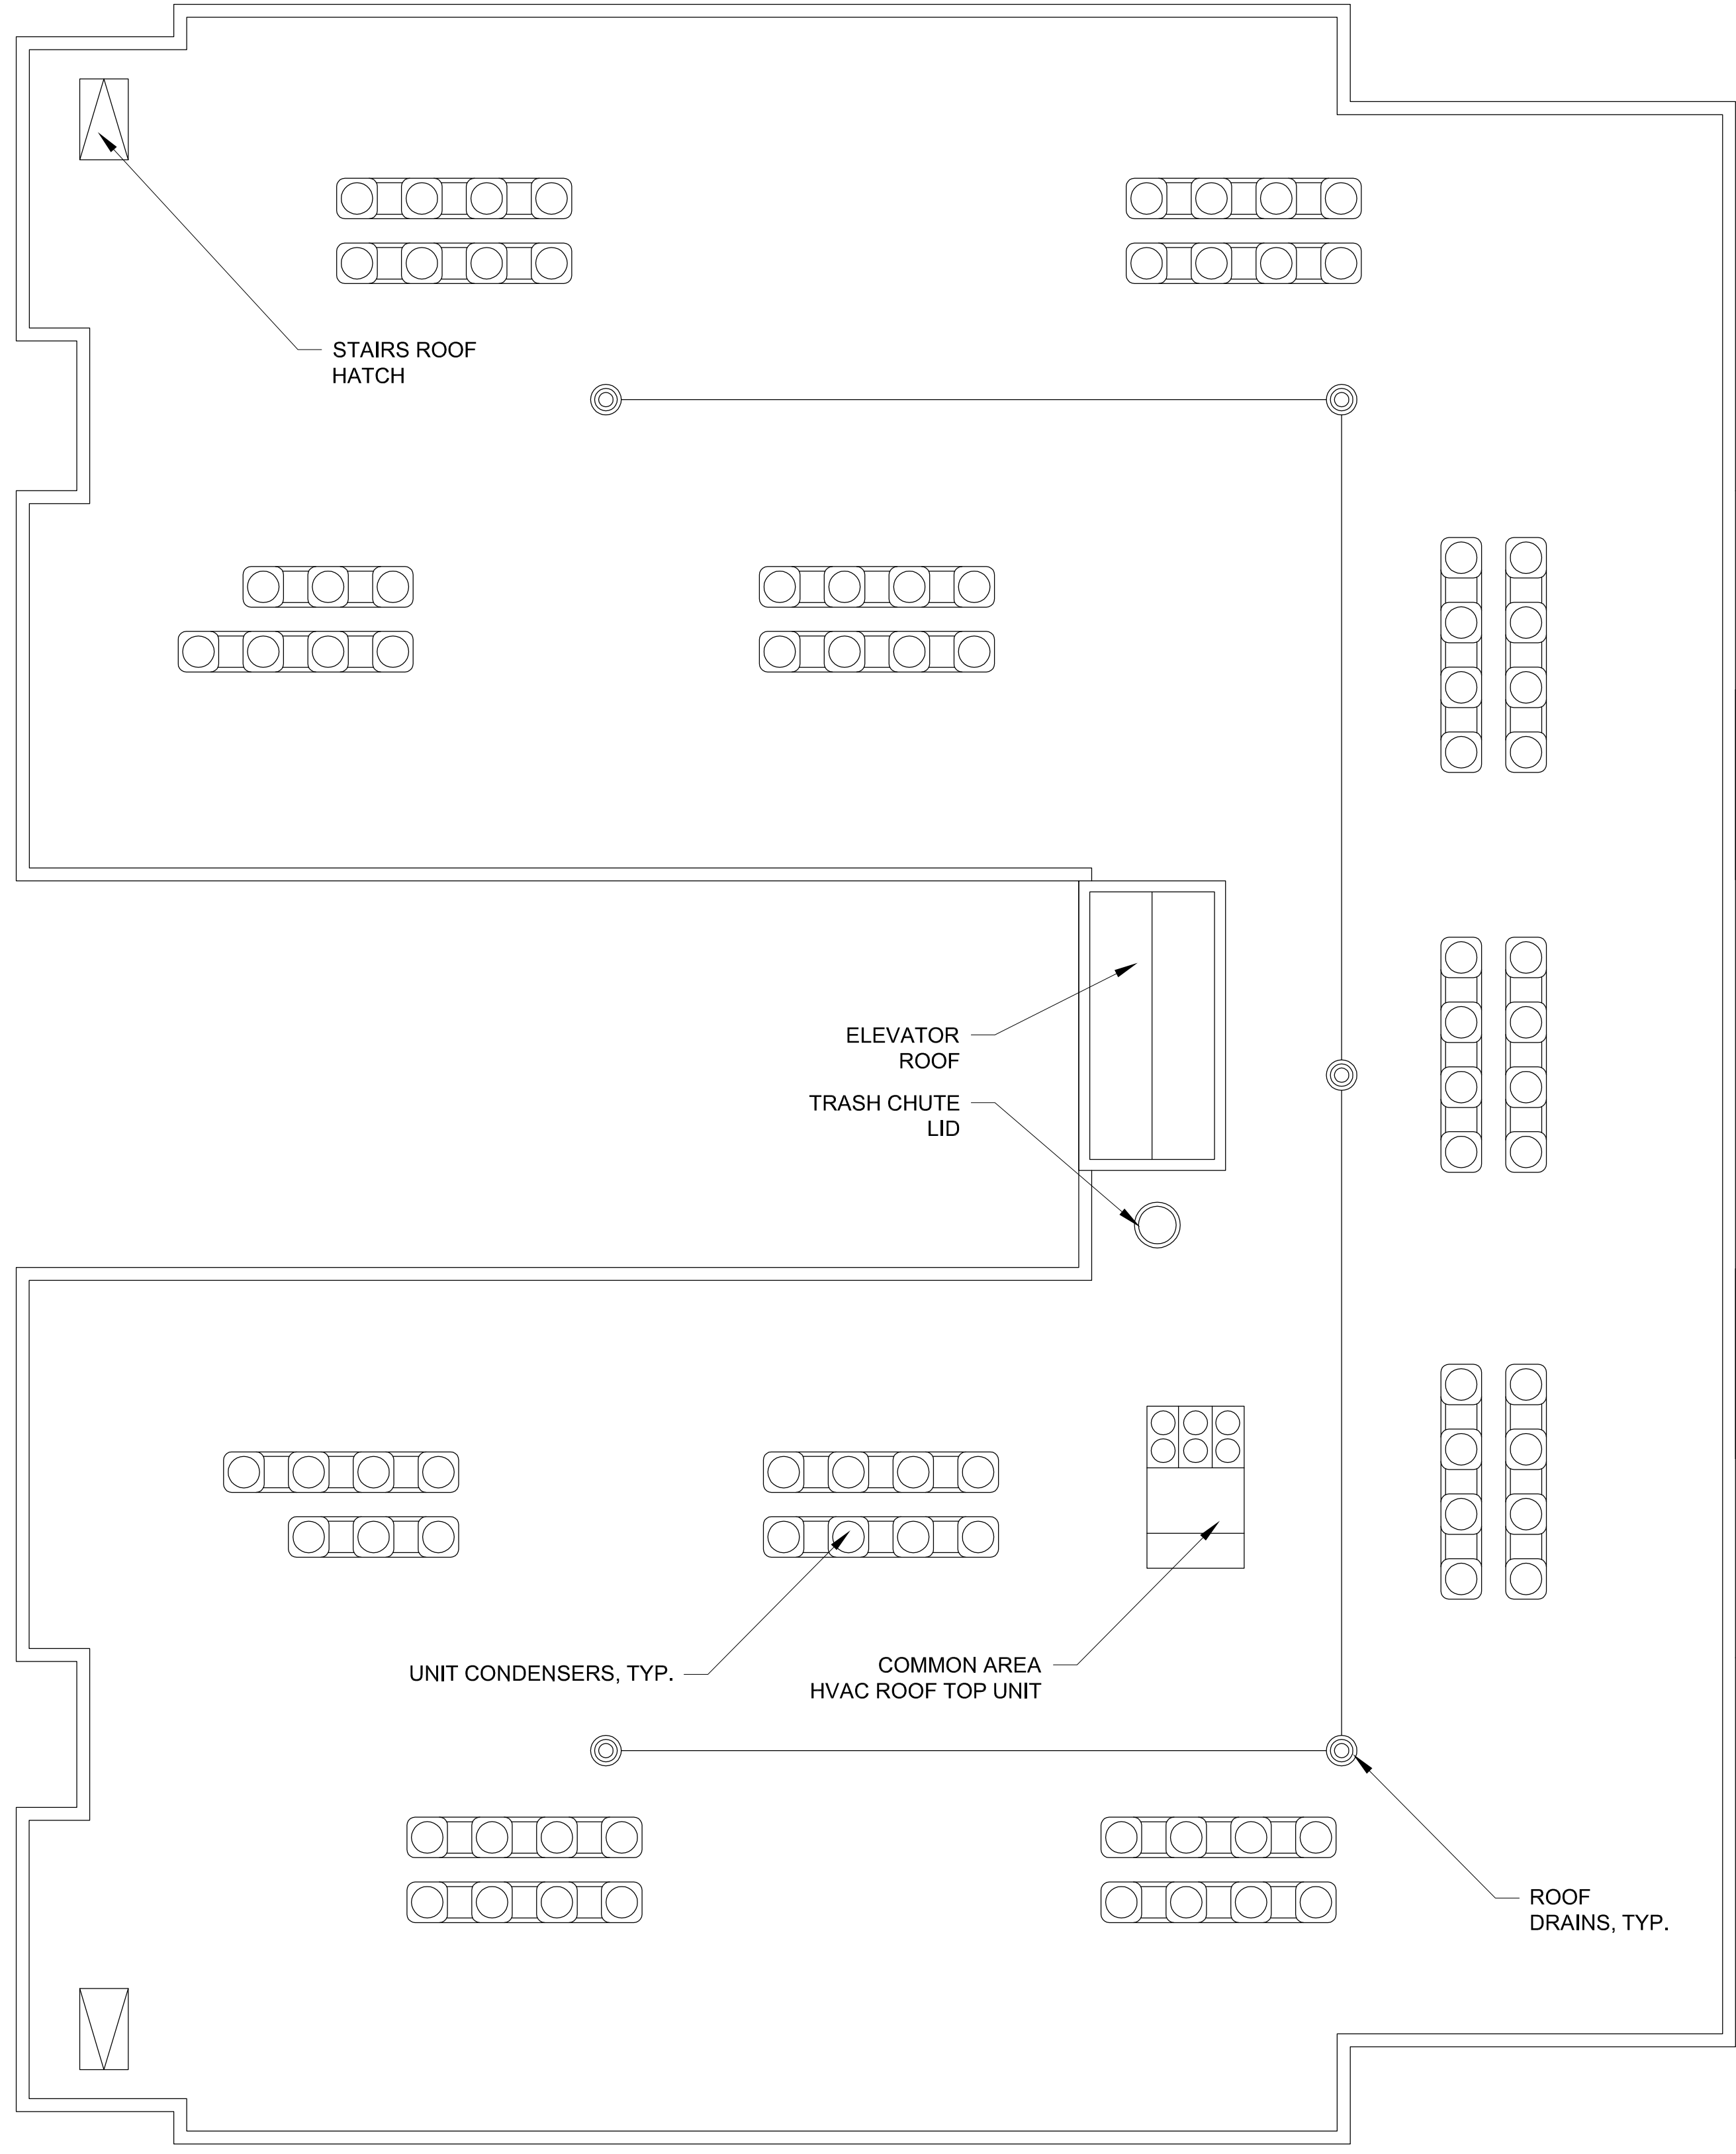 STAIRS ROOF
HATCH
ELEVATOR
ROOF
TRASH CHUTE
LID
UNIT CONDENSERS, TYP.
COMMON AREA
HVAC ROOF TOP UNIT
ROOF
DRAINS, TYP.